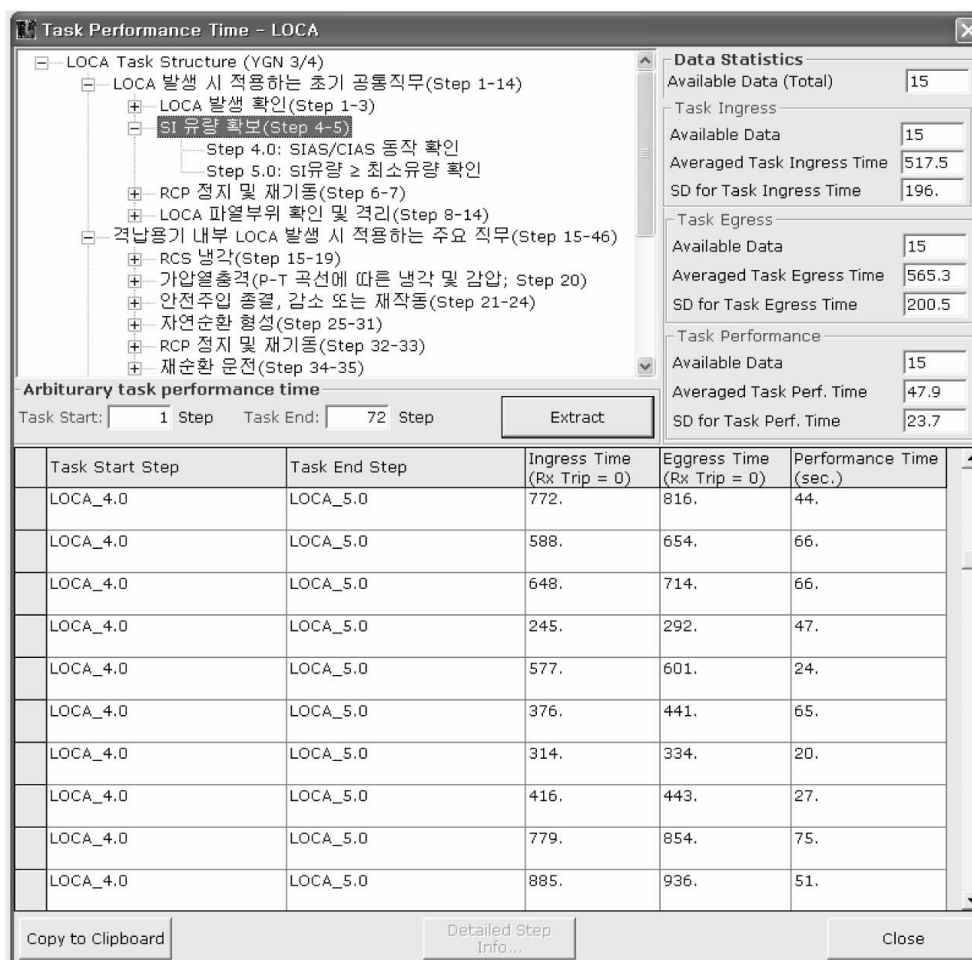 Task Performance Time - LOCA
LOCA Task Structure (YGN 3/4)
LOCA 발생 시 적용하는 초기 공통직무(Step 1-14)
LOCA 발생 확인(Step 1-3)
SI 유량 확보(Step 4-5)
Step 4.0: SIAS/CIAS 동작 확인
Step 5.0: SI유량 ≥ 최소유량 확인
RCP 정지 및 재기동(Step 6-7)
LOCA 파열부위 확인 및 격리(Step 8-14)
격납용기 내부 LOCA 발생 시 적용하는 주요 직무(Step 15-46)
RCS 냉각(Step 15-19)
가압열충격(P-T 곡선에 따른 냉각 및 감압; Step 20)
안전주입 종결, 감소 또는 재작동(Step 21-24)
자연순환 형성(Step 25-31)
RCP 정지 및 재기동(Step 32-33)
재순환 운전(Step 34-35)
Data Statistics
Available Data (Total) 15
Task Ingress
Available Data 15
Averaged Task Ingress Time 517.5
SD for Task Ingress Time 196.
Task Egress
Available Data 15
Averaged Task Egress Time 565.3
SD for Task Egress Time 200.5
Task Performance
Available Data 15
Averaged Task Perf. Time 47.9
SD for Task Perf. Time 23.7
Arbiturary task performance time
Task Start: 1 Step Task End: 72 Step Extract
Task Start Step Task End Step Ingress Time (Rx Trip = 0) Eggress Time (Rx Trip = 0) Performance Time (sec.)
LOCA_4.0 LOCA_5.0 772. 816. 44.
LOCA_4.0 LOCA_5.0 588. 654. 66.
LOCA_4.0 LOCA_5.0 648. 714. 66.
LOCA_4.0 LOCA_5.0 245. 292. 47.
LOCA_4.0 LOCA_5.0 577. 601. 24.
LOCA_4.0 LOCA_5.0 376. 441. 65.
LOCA_4.0 LOCA_5.0 314. 334. 20.
LOCA_4.0 LOCA_5.0 416. 443. 27.
LOCA_4.0 LOCA_5.0 779. 854. 75.
LOCA_4.0 LOCA_5.0 885. 936. 51.
Copy to Clipboard Detailed Step Info... Close